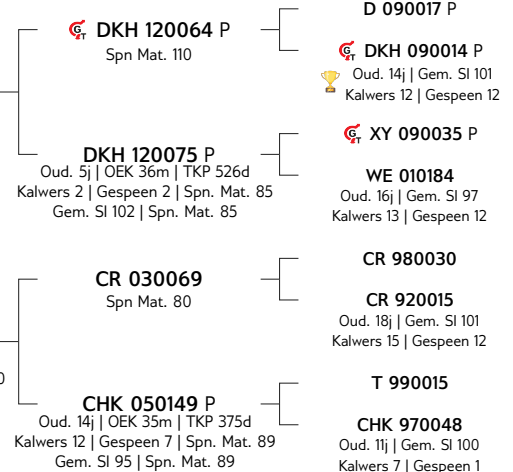 D 090017 P
GT DKH 120064 P
Spn Mat. 110
GT DKH 090014 P
Oud. 14j | Gem. SI 101
Kalwers 12 | Gespeen 12
GT XY 090035 P
DKH 120075 P
Oud. 5j | OEK 36m | TKP 526d
Kalwers 2 | Gespeen 2 | Spn. Mat. 85
Gem. SI 102 | Spn. Mat. 85
WE 010184
Oud. 16j | Gem. SI 97
Kalwers 13 | Gespeen 12
CR 980030
CR 030069
Spn Mat. 80
CR 920015
Oud. 18j | Gem. SI 101
Kalwers 15 | Gespeen 12
T 990015
CHK 050149 P
Oud. 14j | OEK 35m | TKP 375d
Kalwers 12 | Gespeen 7 | Spn. Mat. 89
Gem. SI 95 | Spn. Mat. 89
CHK 970048
Oud. 11j | Gem. SI 100
Kalwers 7 | Gespeen 1